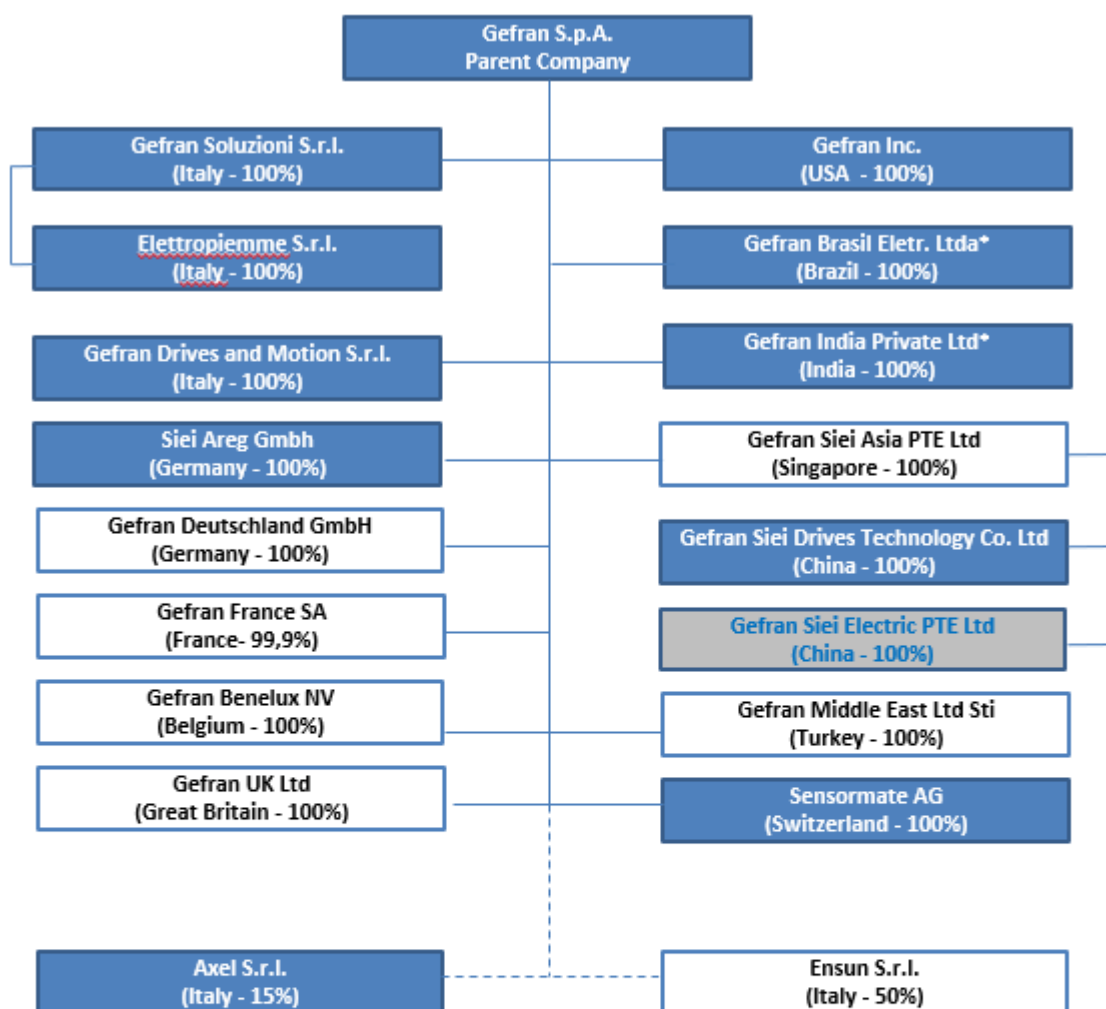 Gefran S.p.A.
Parent Company
Gefran Soluzioni S.r.l.
(Italy - 100%)
Gefran Inc.
(USA - 100%)
Elettropiemme S.r.l.
(Italy - 100%)
Gefran Brasil Eletr. Ltda*
(Brazil - 100%)
Gefran Drives and Motion S.r.l.
(Italy - 100%)
Gefran India Private Ltd*
(India - 100%)
Siei Areg Gmbh
(Germany - 100%)
Gefran Siei Asia PTE Ltd
(Singapore - 100%)
Gefran Deutschland GmbH
(Germany - 100%)
Gefran Siei Drives Technology Co. Ltd
(China - 100%)
Gefran France SA
(France- 99,9%)
Gefran Siei Electric PTE Ltd
(China - 100%)
Gefran Benelux NV
(Belgium - 100%)
Gefran Middle East Ltd Sti
(Turkey - 100%)
Gefran UK Ltd
(Great Britain - 100%)
Sensormate AG
(Switzerland - 100%)
Axel S.r.l.
(Italy - 15%)
Ensun S.r.l.
(Italy - 50%)